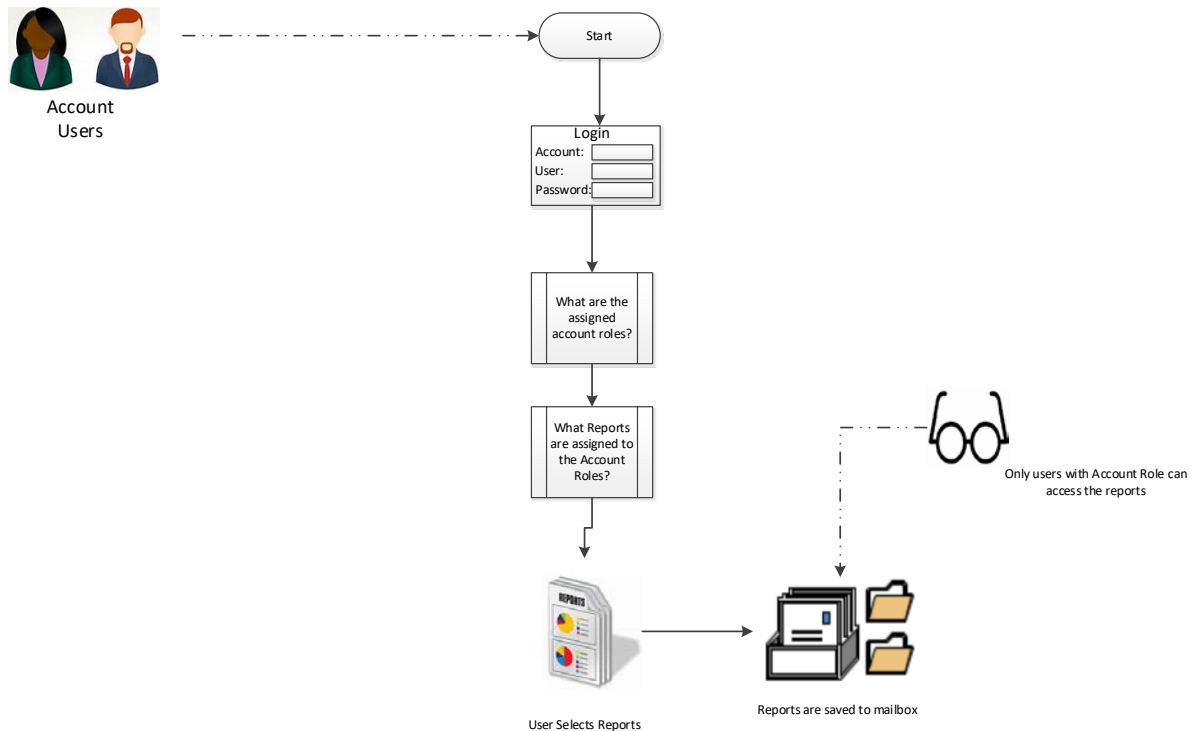 Account
Users
Start
Login
Account:
User:
Password:
What are the
assigned
account roles?
What Reports
are assigned to
the Account
Roles?
Only users with Account Role can
access the reports
REPORTS
User Selects Reports
Reports are saved to mailbox